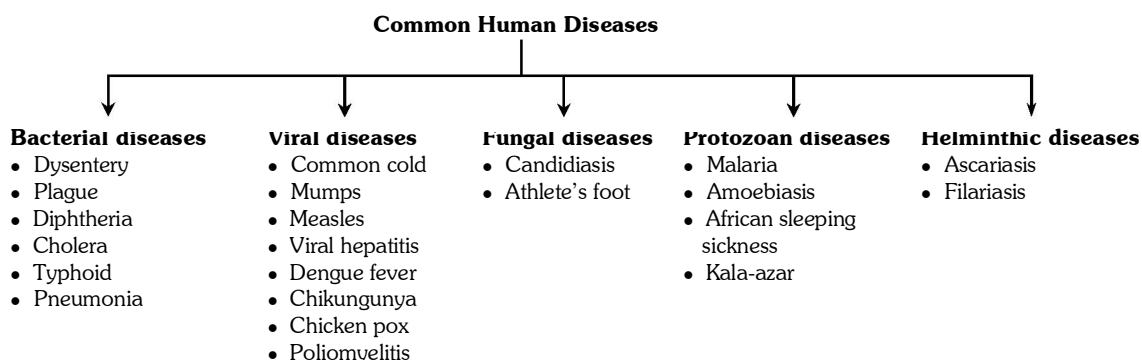 Common Human Diseases
Bacterial diseases
• Dysentery
• Plague
• Diphtheria
• Cholera
• Typhoid
• Pneumonia
Viral diseases
• Common cold
• Mumps
• Measles
• Viral hepatitis
• Dengue fever
• Chikungunya
• Chicken pox
• Poliomyelitis
Fungal diseases
• Candidiasis
• Athlete's foot
Protozoan diseases
• Malaria
• Amoebiasis
• African sleeping
sickness
• Kala-azar
Helminthic diseases
• Ascariasis
• Filariasis